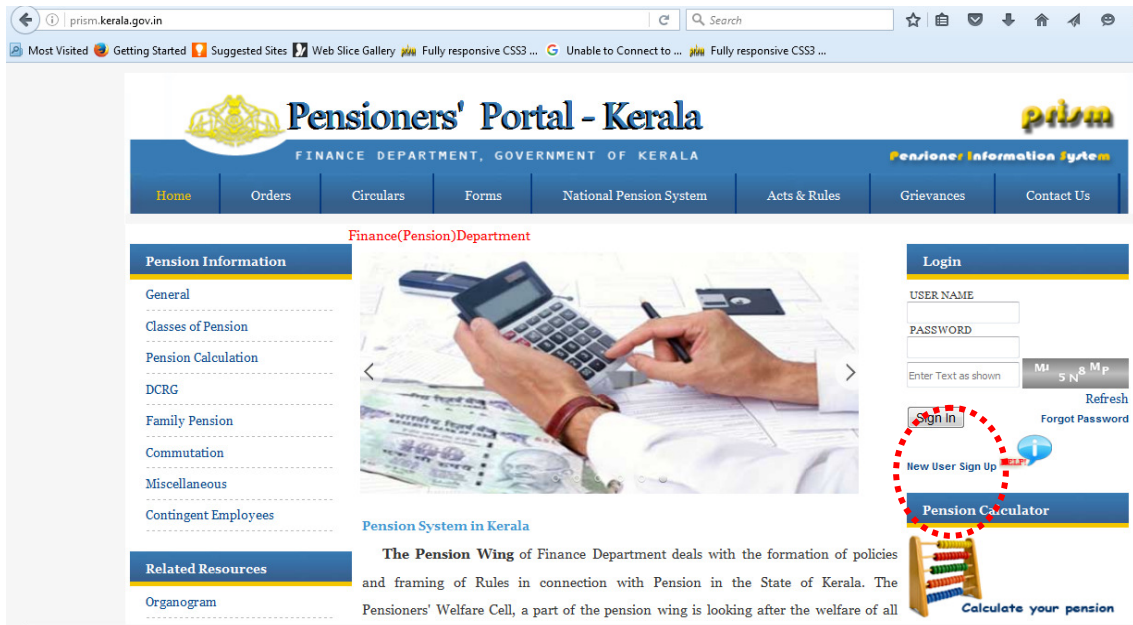 prism.kerala.gov.in
Search
Most Visited Getting Started Suggested Sites Web Slice Gallery Fully responsive CSS3 ... Unable to Connect to ... Fully responsive CSS3 ...
Pensioners' Portal - Kerala
prism
FINANCE DEPARTMENT, GOVERNMENT OF KERALA
Pensioner Information System
Home Orders Circulars Forms National Pension System Acts & Rules Grievances Contact Us
Finance(Pension)Department
Pension Information
General
Classes of Pension
Pension Calculation
DCRG
Family Pension
Commutation
Miscellaneous
Contingent Employees
Related Resources
Organogram
Pension System in Kerala
The Pension Wing of Finance Department deals with the formation of policies
and framing of Rules in connection with Pension in the State of Kerala. The
Pensioners' Welfare Cell, a part of the pension wing is looking after the welfare of all
Login
USER NAME
PASSWORD
Enter Text as shown
5 N 8 M P
Refresh
Sign In
Forgot Password
New User Sign Up
Pension Calculator
Calculate your pension